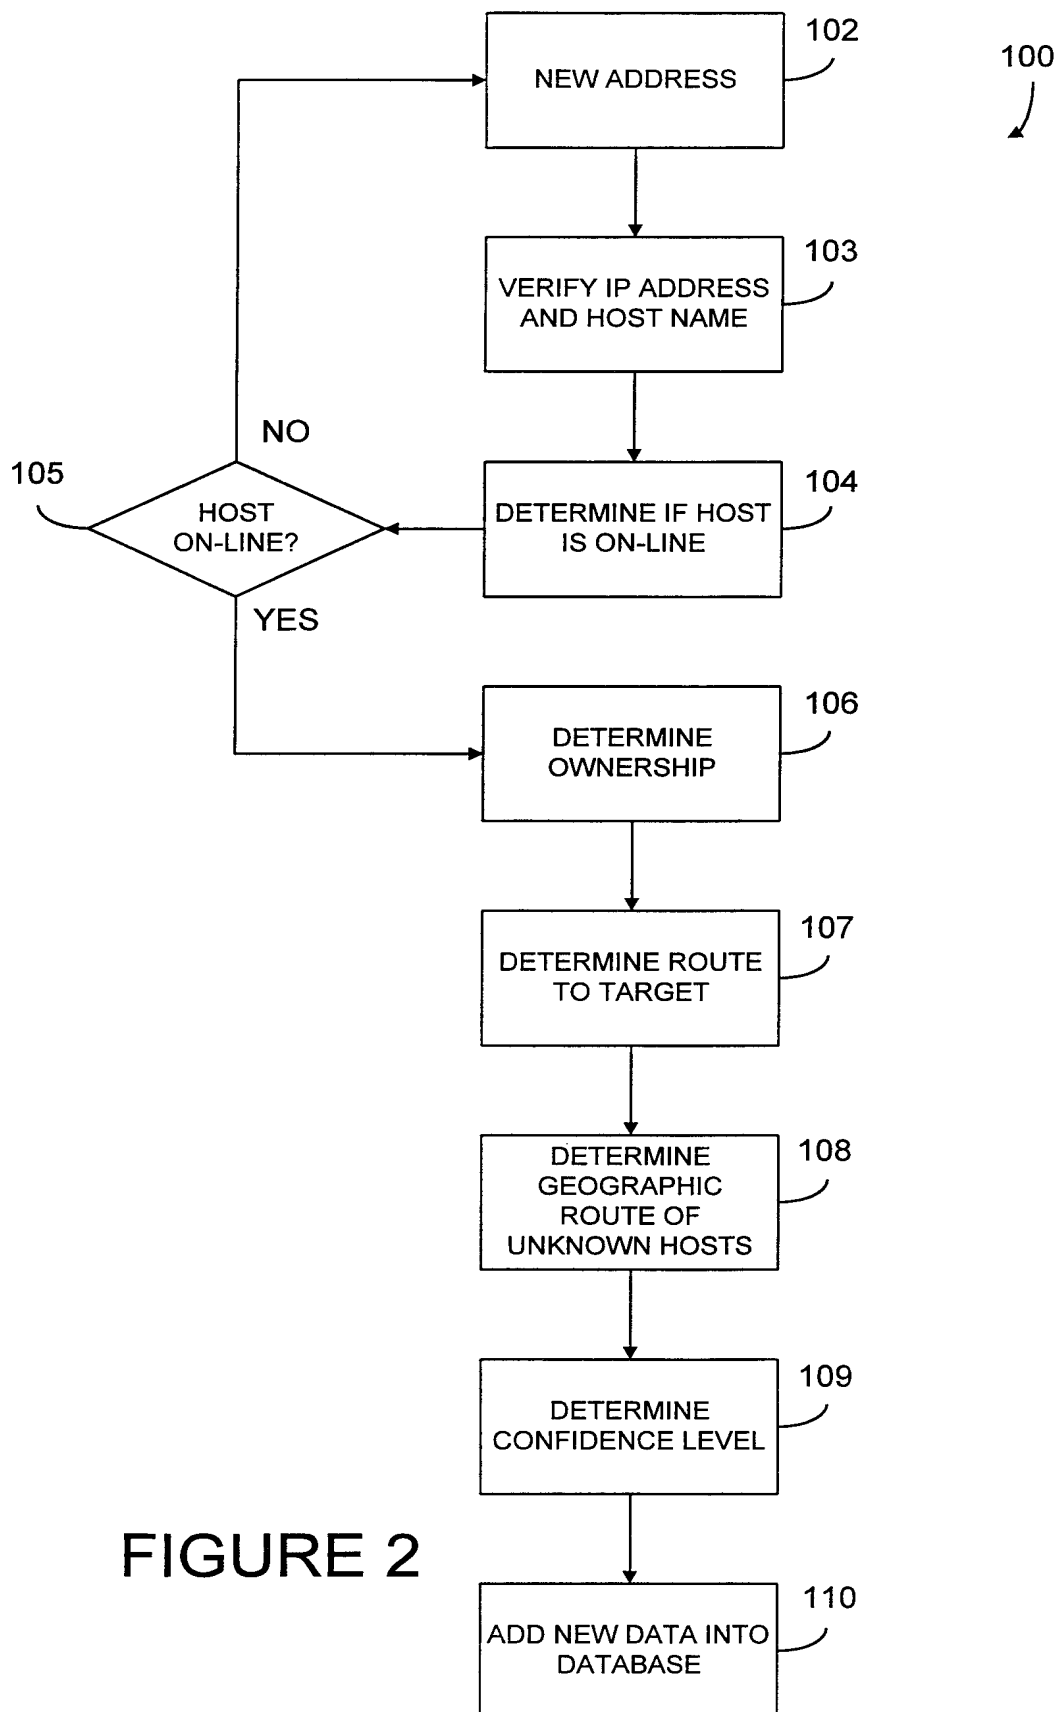 102
NEW ADDRESS
100
103
VERIFY IP ADDRESS
AND HOST NAME
NO
105
HOST
ON-LINE?
104
DETERMINE IF HOST
IS ON-LINE
YES
106
DETERMINE
OWNERSHIP
107
DETERMINE ROUTE
TO TARGET
108
DETERMINE
GEOGRAPHIC
ROUTE OF
UNKNOWN HOSTS
109
DETERMINE
CONFIDENCE LEVEL
FIGURE 2
110
ADD NEW DATA INTO
DATABASE